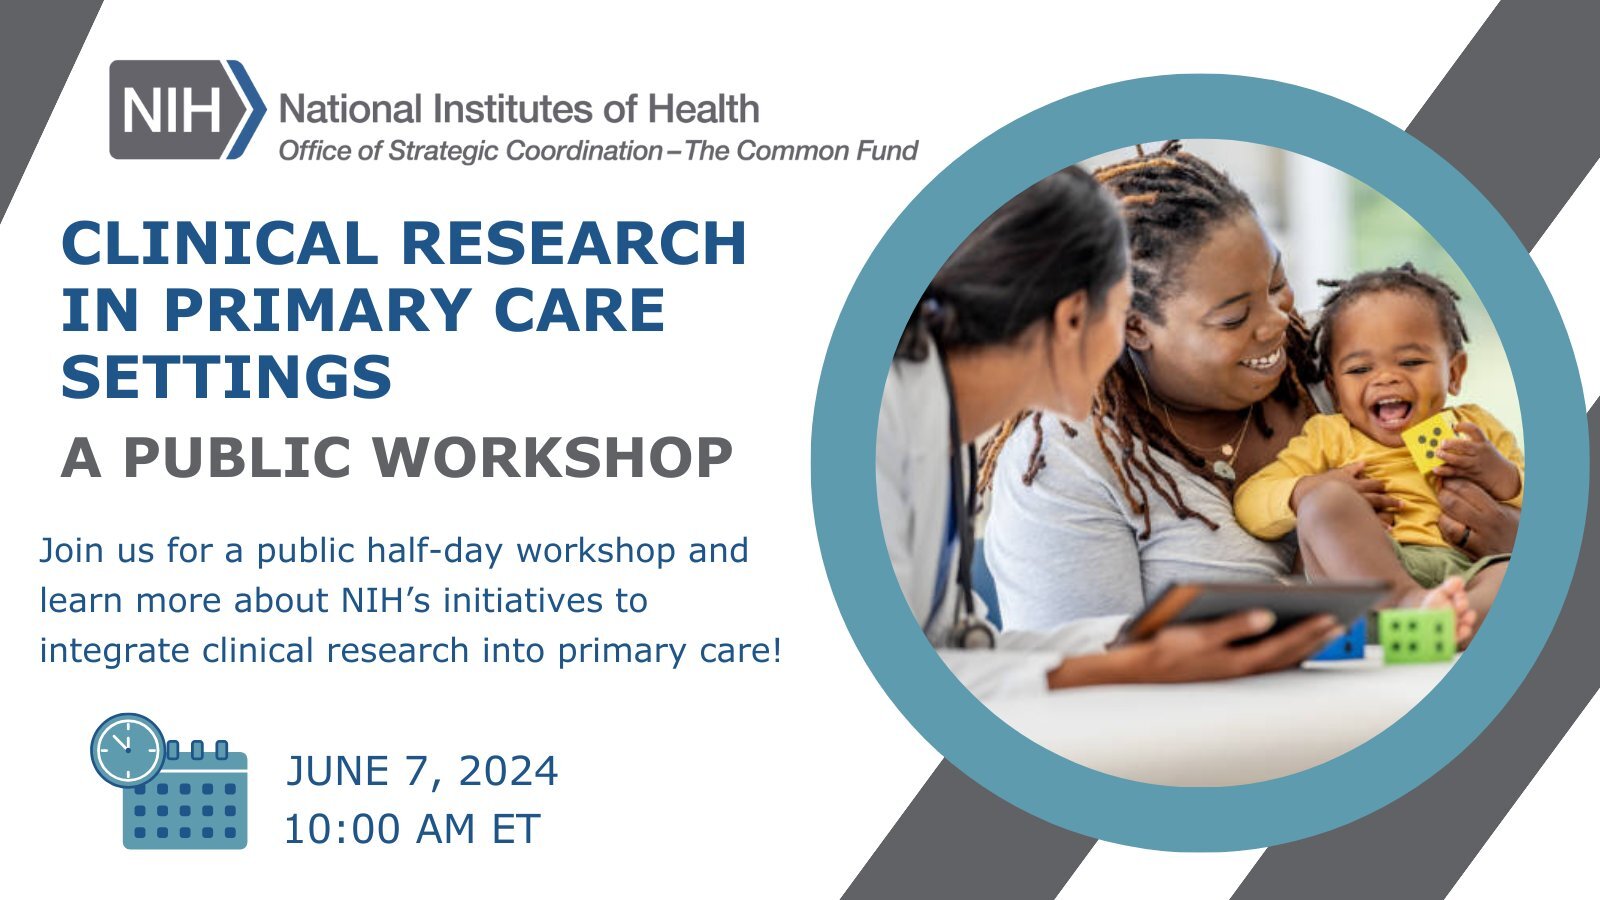 NIH National Institutes of Health
Office of Strategic Coordination–The Common Fund
CLINICAL RESEARCH
IN PRIMARY CARE
SETTINGS
A PUBLIC WORKSHOP
Join us for a public half-day workshop and
learn more about NIH’s initiatives to
integrate clinical research into primary care!
JUNE 7, 2024
10:00 AM ET